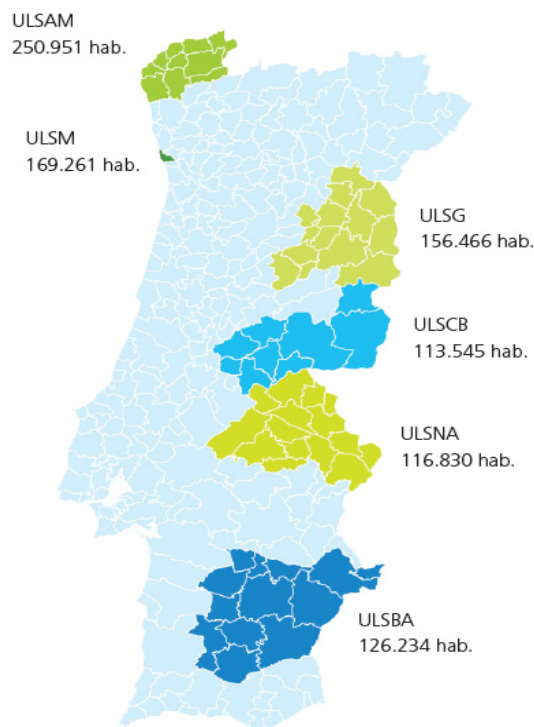 ULSAM
250.951 hab.
ULSM
169.261 hab.
ULSG
156.466 hab.
ULSCB
113.545 hab.
ULSNA
116.830 hab.
ULSBA
126.234 hab.